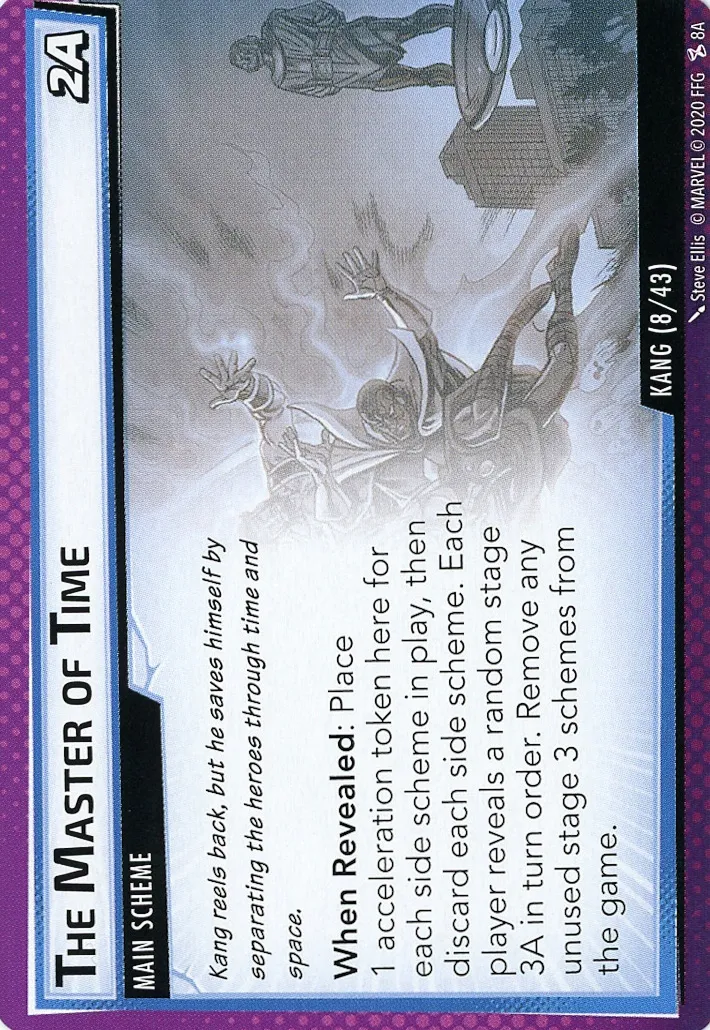 THE MASTER OF TIME
2A
MAIN SCHEME
Kang reels back, but he saves himself by
separating the heroes through time and
space.
When Revealed: Place
1 acceleration token here for
each side scheme in play, then
discard each side scheme. Each
player reveals a random stage
3A in turn order. Remove any
unused stage 3 schemes from
the game.
KANG (8/43)
Steve Ellis © MARVEL © 2020 FFG 8A